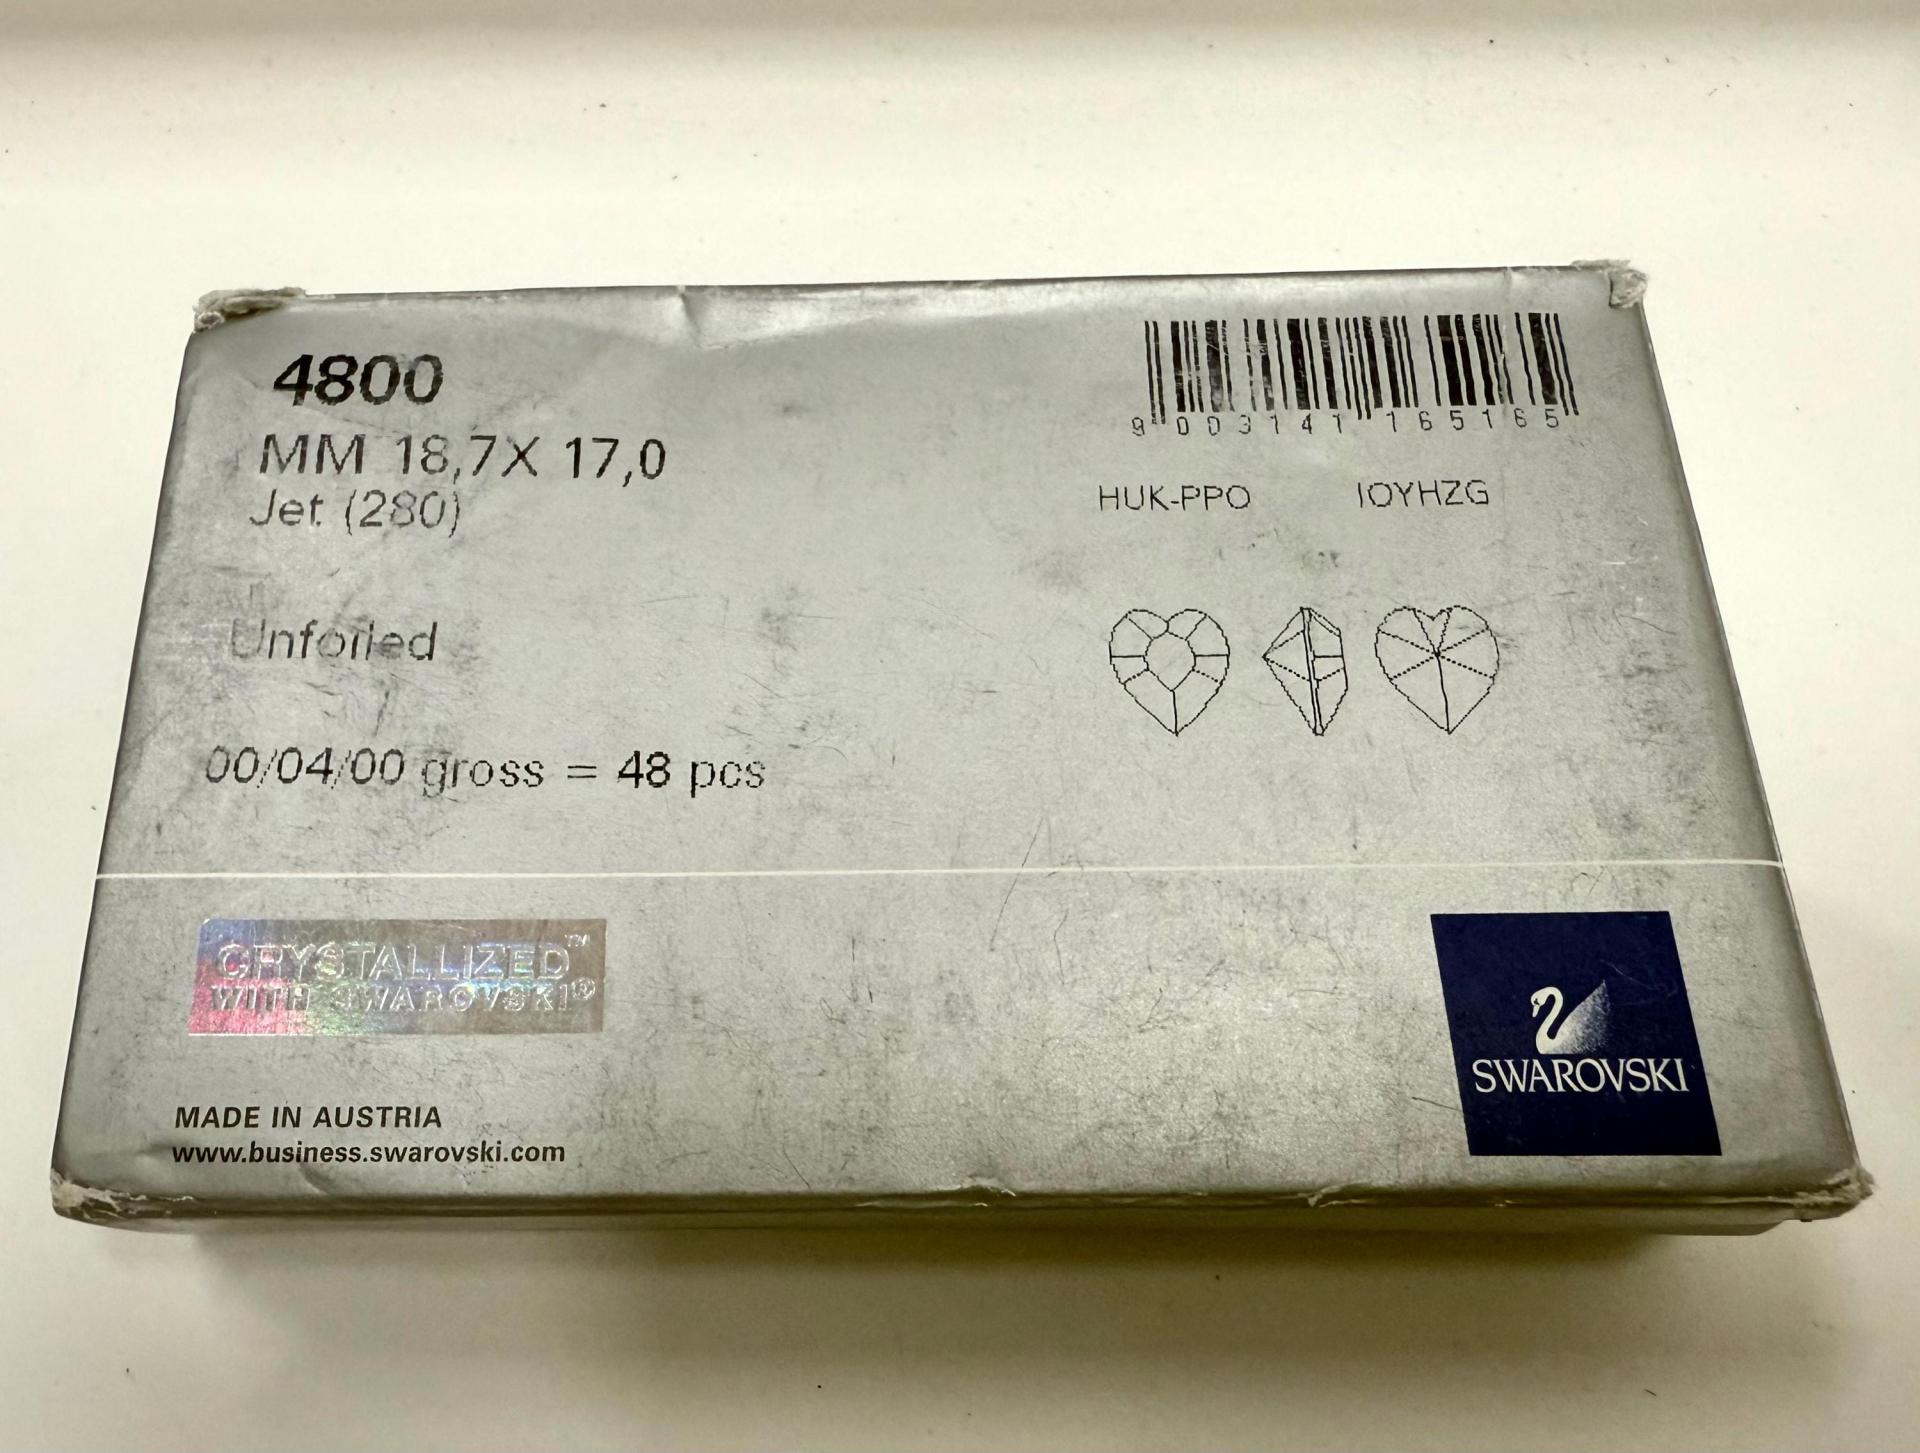 4800
MM 18,7X 17,0
Jet (280)
Unfoiled
00/04/00 gross = 48 pcs
9 003141 165165
HUK-PPO IOYHZG
CRYSTALLIZED™
WITH SWAROVSKI®
MADE IN AUSTRIA
www.business.swarovski.com
SWAROVSKI